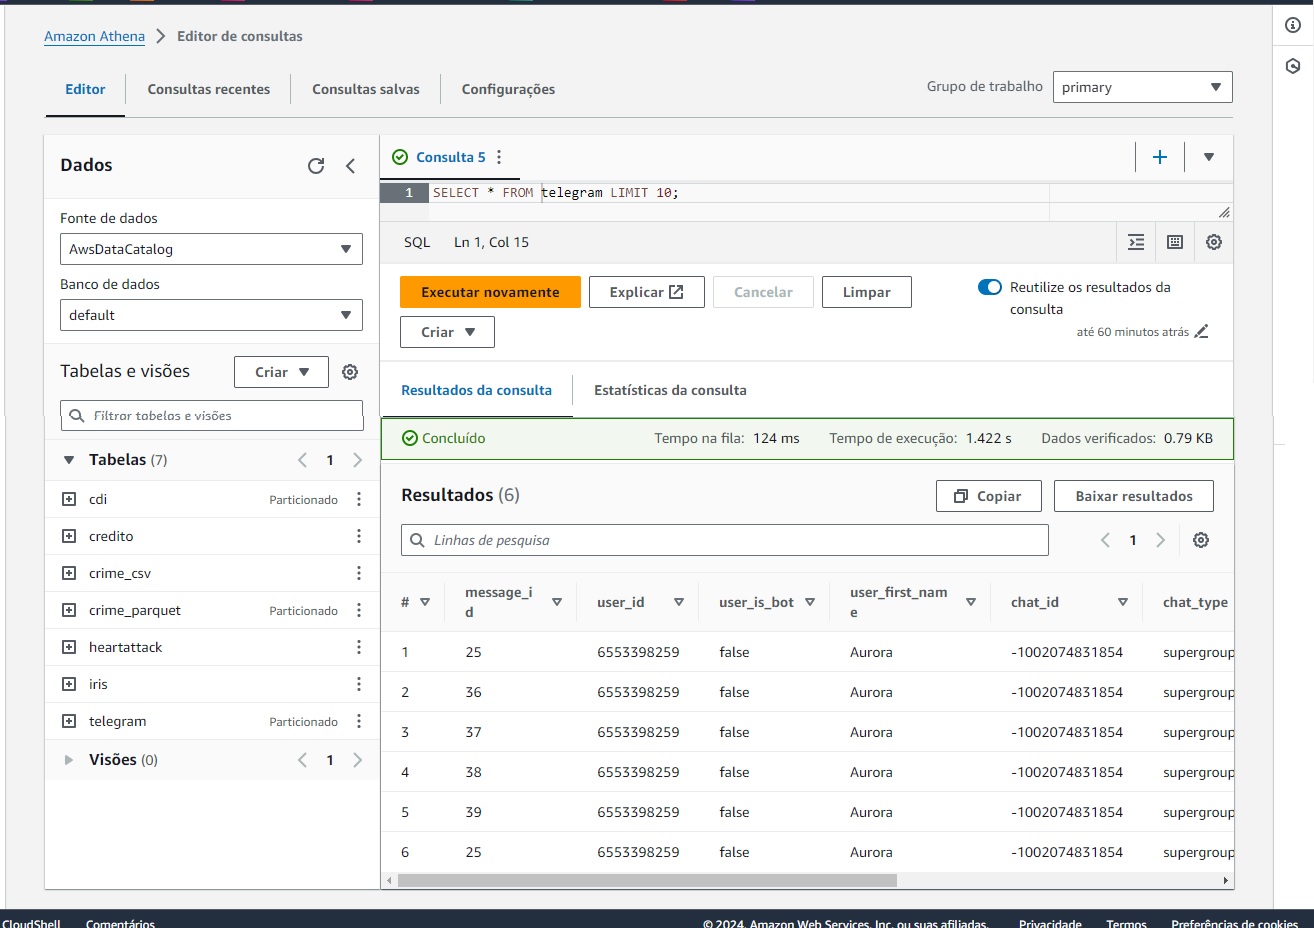 Amazon Athena > Editor de consultas
Editor
Consultas recentes
Consultas salvas
Configurações
Grupo de trabalho
primary
Dados
Fonte de dados
AwsDataCatalog
Banco de dados
default
Tabelas e visões
Criar
Filtrar tabelas e visões
Tabelas (7)
1
cdi Particionado
credito
crime_csv
crime_parquet Particionado
heartattack
iris
telegram Particionado
Visões (0)
1
Consulta 5
1 SELECT * FROM telegram LIMIT 10;
SQL Ln 1, Col 15
Executar novamente
Explicar
Cancelar
Limpar
Criar
Reutilize os resultados da
consulta
até 60 minutos atrás
Resultados da consulta
Estatísticas da consulta
Concluído
Tempo na fila: 124 ms
Tempo de execução: 1.422 s
Dados verificados: 0.79 KB
Resultados (6)
Copiar
Baixar resultados
Linhas de pesquisa
1
# message_i
d user_id user_is_bot user_first_nam
e chat_id chat_type
1 25 6553398259 false Aurora -1002074831854 supergroup
2 36 6553398259 false Aurora -1002074831854 supergroup
3 37 6553398259 false Aurora -1002074831854 supergroup
4 38 6553398259 false Aurora -1002074831854 supergroup
5 39 6553398259 false Aurora -1002074831854 supergroup
6 25 6553398259 false Aurora -1002074831854 supergroup
CloudShell Comentários © 2024, Amazon Web Services, Inc. ou suas afiliadas. Privacidade Termos Preferências de cookies